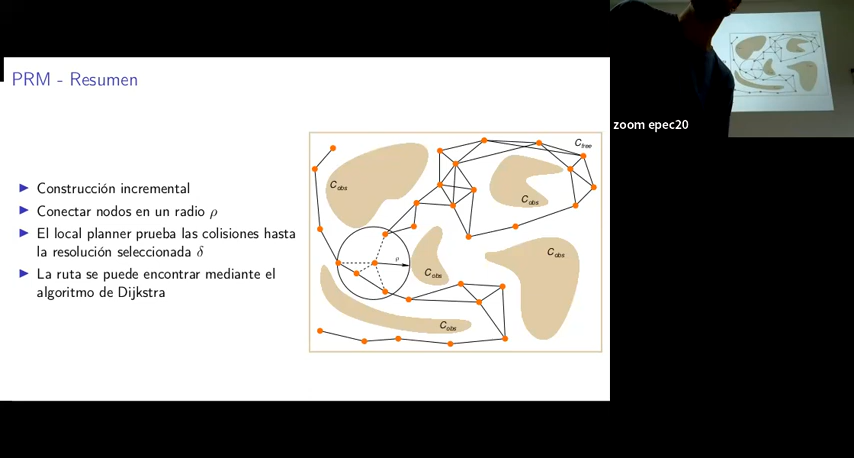 PRM - Resumen
Construcción incremental
Conectar nodos en un radio ρ
El local planner prueba las colisiones hasta
la resolución seleccionada δ
La ruta se puede encontrar mediante el
algoritmo de Dijkstra
C_free
C_obs
C_obs
C_obs
C_obs
C_obs
ρ
zoom epec20